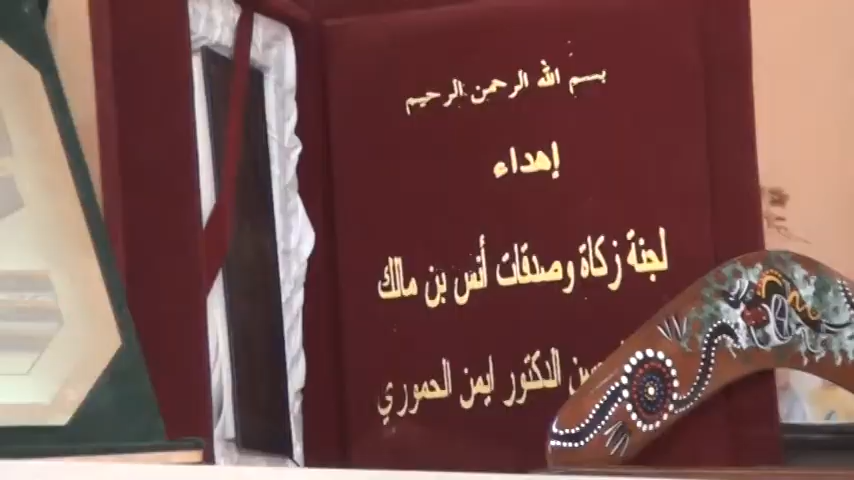 بسم الله الرحمن الرحيم
إهداء
لجنة زكاة وصدقات أنس بن مالك
الدكتور ايمن الحموري